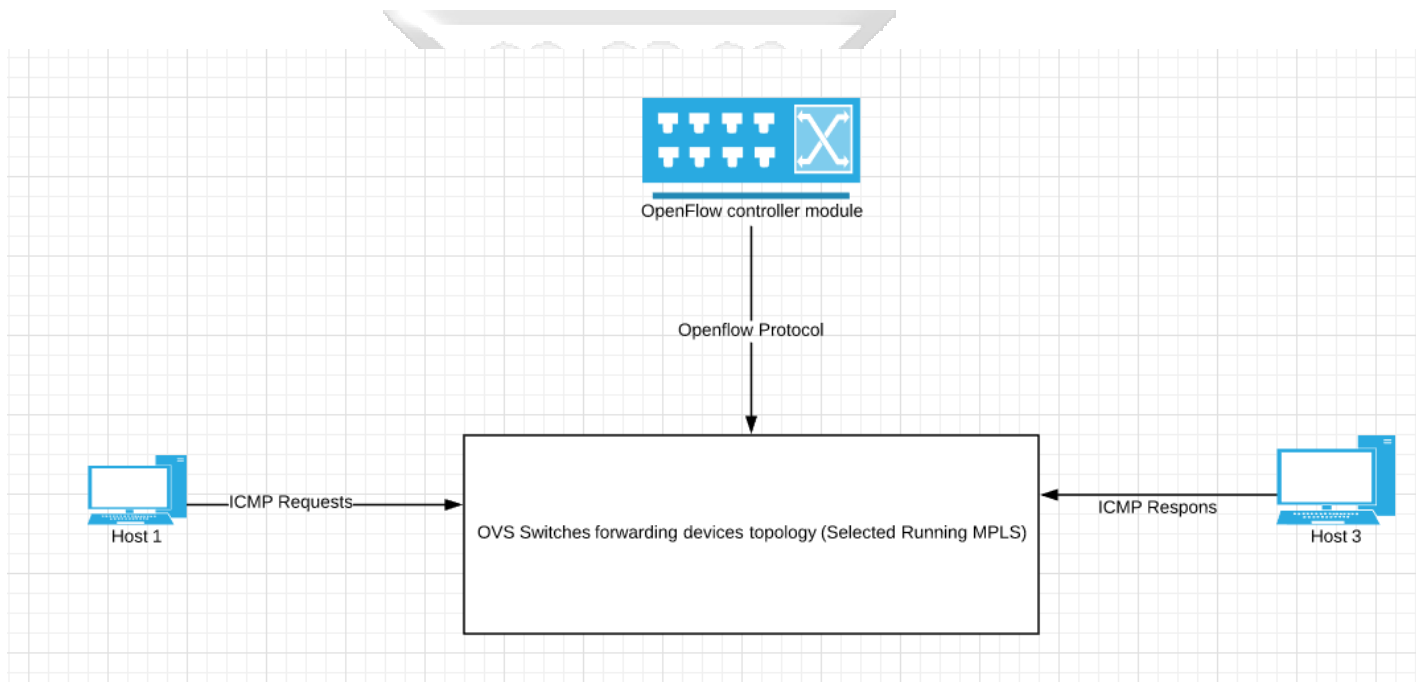 OpenFlow controller module
Openflow Protocol
ICMP Requests
Host 1
OVS Switches forwarding devices topology (Selected Running MPLS)
ICMP Respons
Host 3